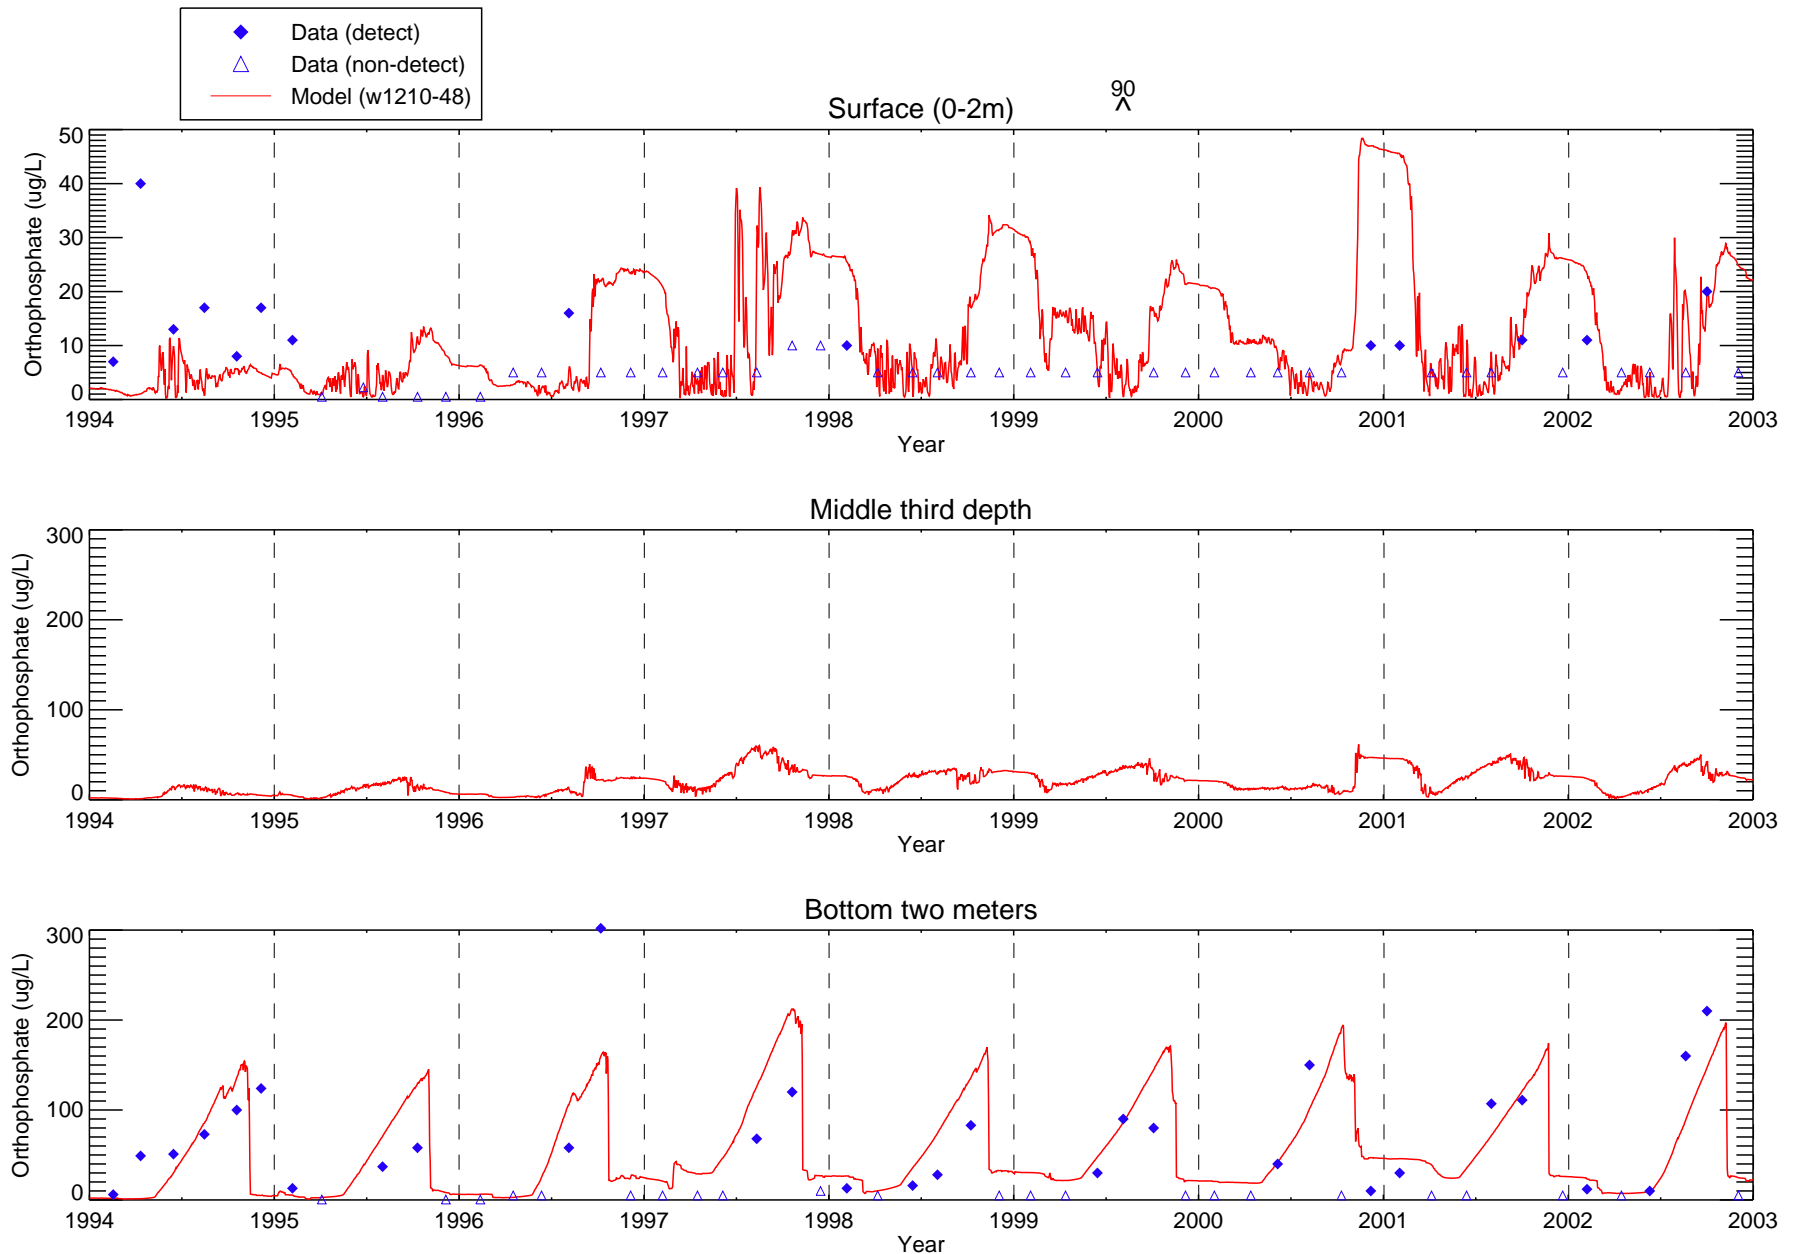 Data (detect)
Data (non-detect)
Model (w1210-48)
Surface (0-2m)
90
^
Orthophosphate (ug/L)
50
40
30
20
10
0
1994 1995 1996 1997 1998 1999 2000 2001 2002 2003
Year
Middle third depth
Orthophosphate (ug/L)
300
200
100
0
1994 1995 1996 1997 1998 1999 2000 2001 2002 2003
Year
Bottom two meters
Orthophosphate (ug/L)
300
200
100
0
1994 1995 1996 1997 1998 1999 2000 2001 2002 2003
Year